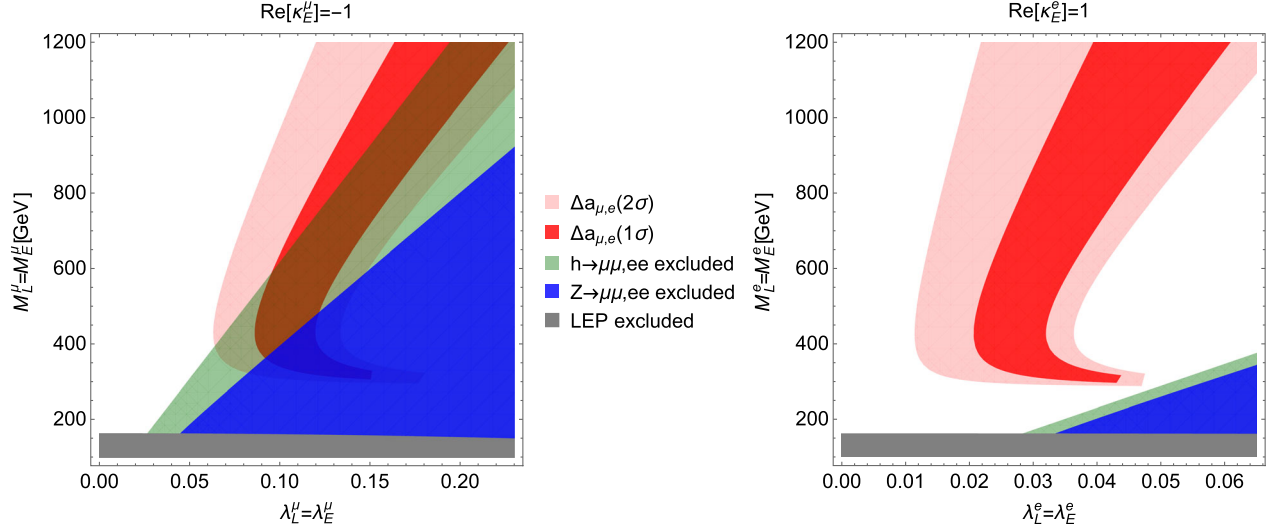 Re[κ_E^μ]=-1
1200
1000
800
600
400
200
0.00 0.05 0.10 0.15 0.20
M_L^μ=M_E^μ[GeV]
λ_L^μ=λ_E^μ
Δa_{μ,e}(2σ)
Δa_{μ,e}(1σ)
h→μμ,ee excluded
Z→μμ,ee excluded
LEP excluded
Re[κ_E^e]=1
1200
1000
800
600
400
200
0.00 0.01 0.02 0.03 0.04 0.05 0.06
M_L^e=M_E^e[GeV]
λ_L^e=λ_E^e